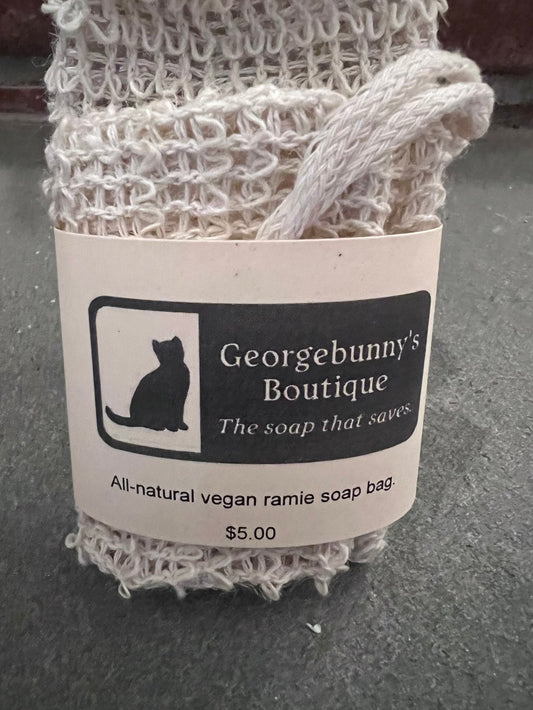 Georgebunny's
Boutique
The soap that saves.
All-natural vegan ramie soap bag.
$5.00